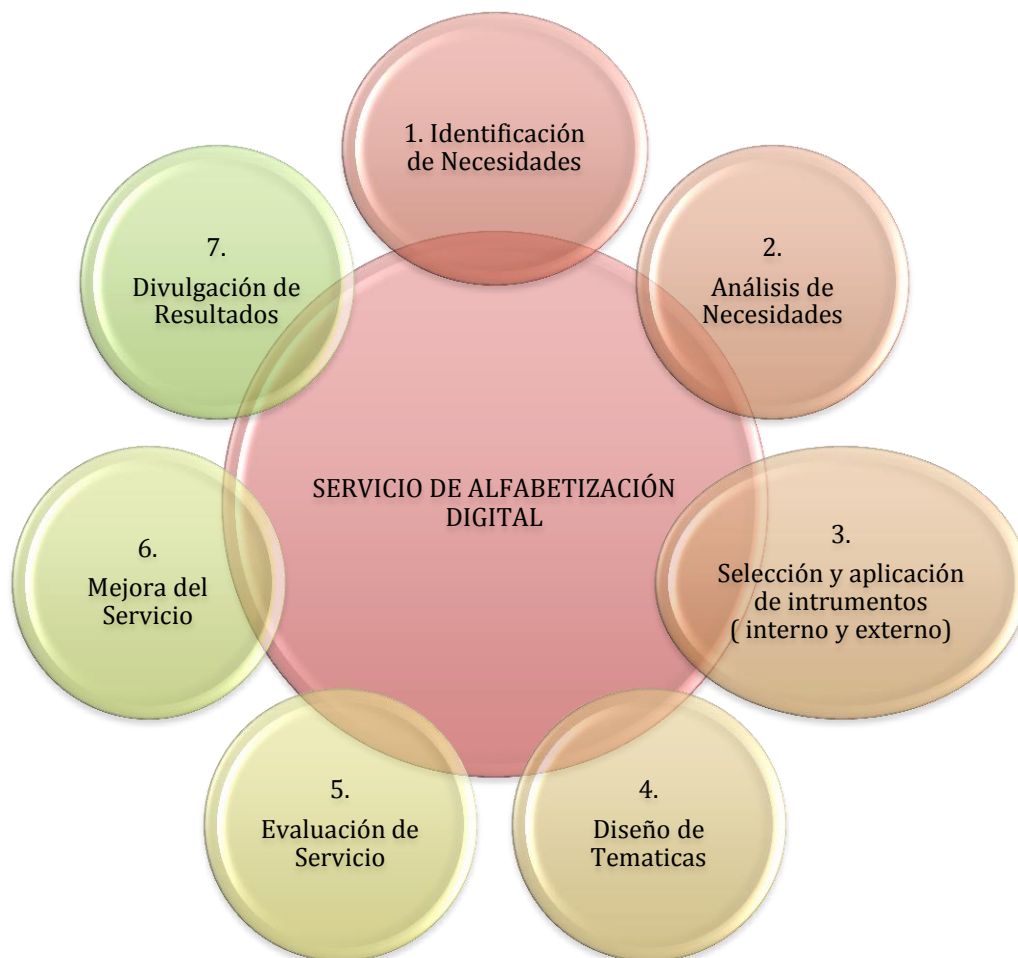 1. Identificación
de Necesidades
2.
Análisis de
Necesidades
3.
Selección y aplicación
de intrumentos
( interno y externo)
4.
Diseño de
Tematicas
5.
Evaluación de
Servicio
6.
Mejora del
Servicio
7.
Divulgación de
Resultados
SERVICIO DE ALFABETIZACIÓN
DIGITAL